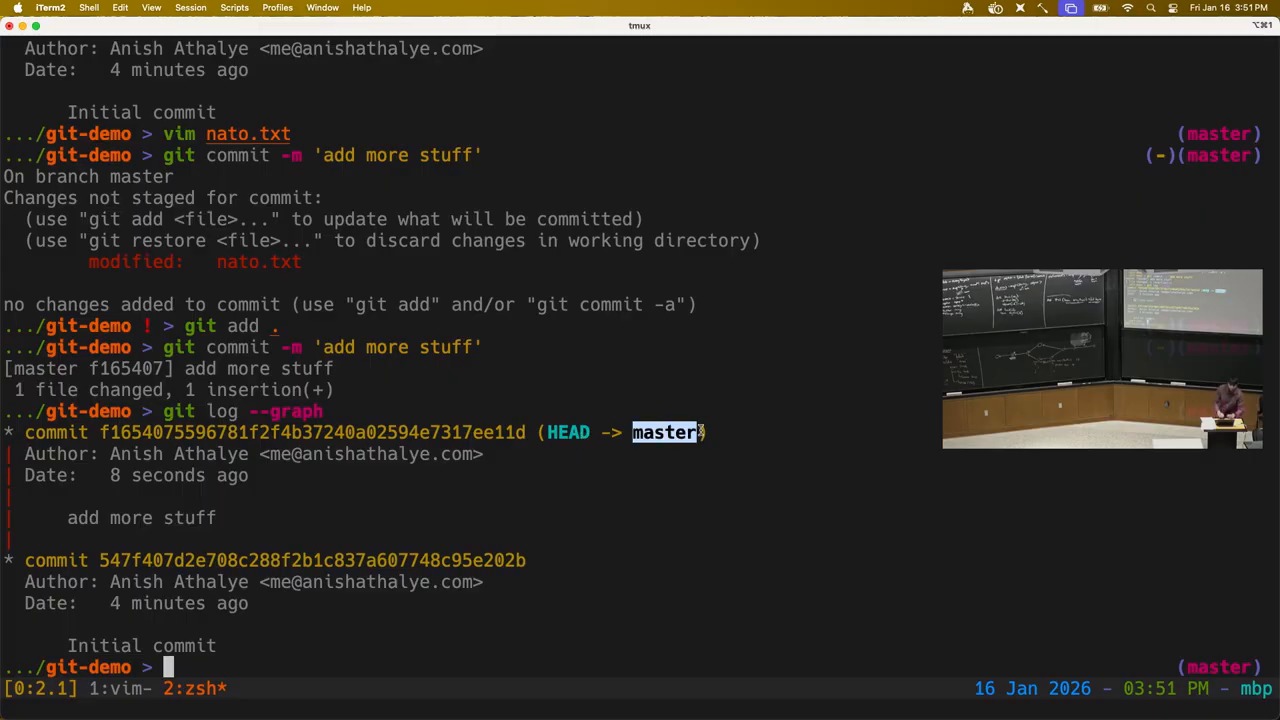 iTerm2 Shell Edit View Session Scripts Profiles Window Help Fri Jan 16 3:51 PM
tmux ⌥⌘1
Author: Anish Athalye <me@anishathalye.com>
Date: 4 minutes ago
Initial commit
.../git-demo > vim nato.txt (master)
.../git-demo > git commit -m 'add more stuff' (-)(master)
On branch master
Changes not staged for commit:
(use "git add <file>..." to update what will be committed)
(use "git restore <file>..." to discard changes in working directory)
modified: nato.txt
no changes added to commit (use "git add" and/or "git commit -a")
.../git-demo ! > git add .
.../git-demo > git commit -m 'add more stuff'
[master f165407] add more stuff
1 file changed, 1 insertion(+)
.../git-demo > git log --graph
* commit f1654075596781f2f4b37240a02594e7317ee11d (HEAD -> master)
| Author: Anish Athalye <me@anishathalye.com>
| Date: 8 seconds ago
|
| add more stuff
|
* commit 547f407d2e708c288f2b1c837a607748c95e202b
Author: Anish Athalye <me@anishathalye.com>
Date: 4 minutes ago
Initial commit
.../git-demo > (master)
[0:2.1] 1:vim- 2:zsh* 16 Jan 2026 - 03:51 PM - mbp